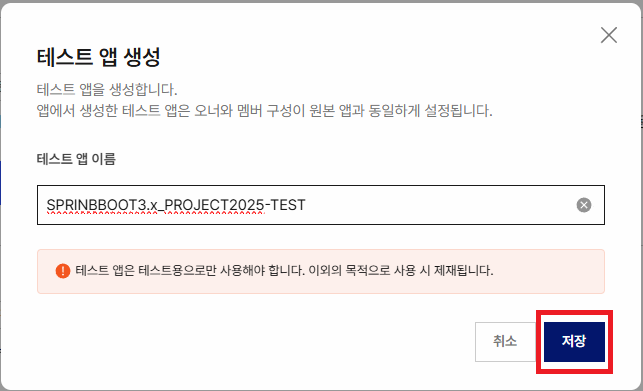 테스트 앱 생성
테스트 앱을 생성합니다.
앱에서 생성한 테스트 앱은 오너와 멤버 구성이 원본 앱과 동일하게 설정됩니다.
테스트 앱 이름
SPRINBBOOT3.x_PROJECT2025-TEST
테스트 앱은 테스트용으로만 사용해야 합니다. 이외의 목적으로 사용 시 제재됩니다.
취소 저장